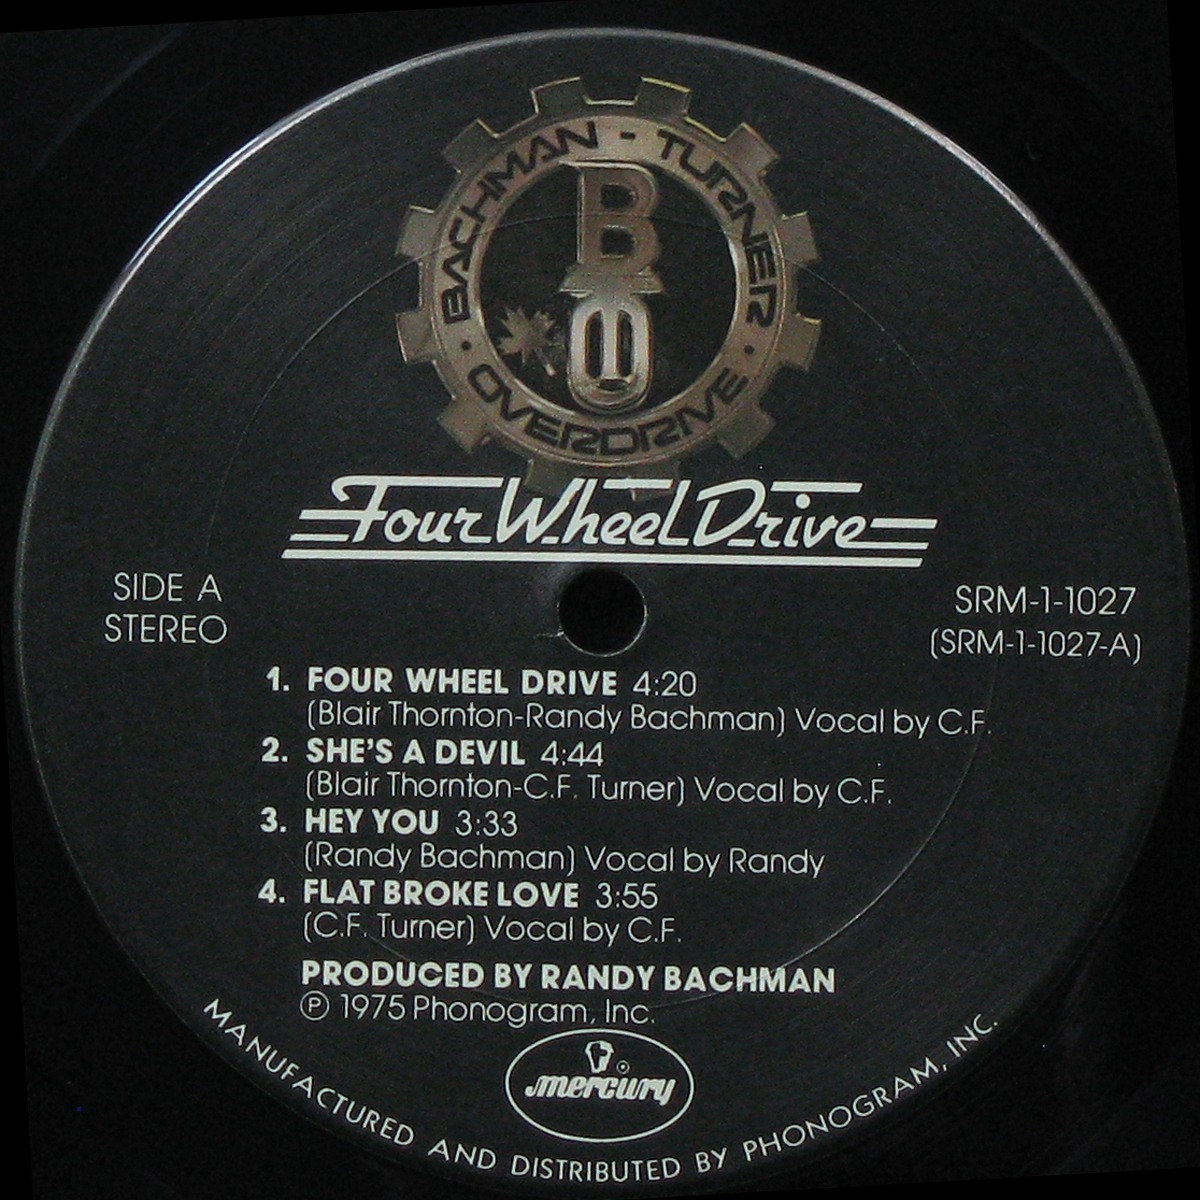 BACHMAN - TURNER
· OVERDRIVE ·
B
T
O
Four Wheel Drive
SIDE A
STEREO
SRM-1-1027
(SRM-1-1027-A)
1. FOUR WHEEL DRIVE 4:20
(Blair Thornton-Randy Bachman) Vocal by C.F.
2. SHE'S A DEVIL 4:44
(Blair Thornton-C.F. Turner) Vocal by C.F.
3. HEY YOU 3:33
(Randy Bachman) Vocal by Randy
4. FLAT BROKE LOVE 3:55
(C.F. Turner) Vocal by C.F.
PRODUCED BY RANDY BACHMAN
Ⓟ 1975 Phonogram, Inc.
mercury ®
MANUFACTURED AND DISTRIBUTED BY PHONOGRAM, INC.